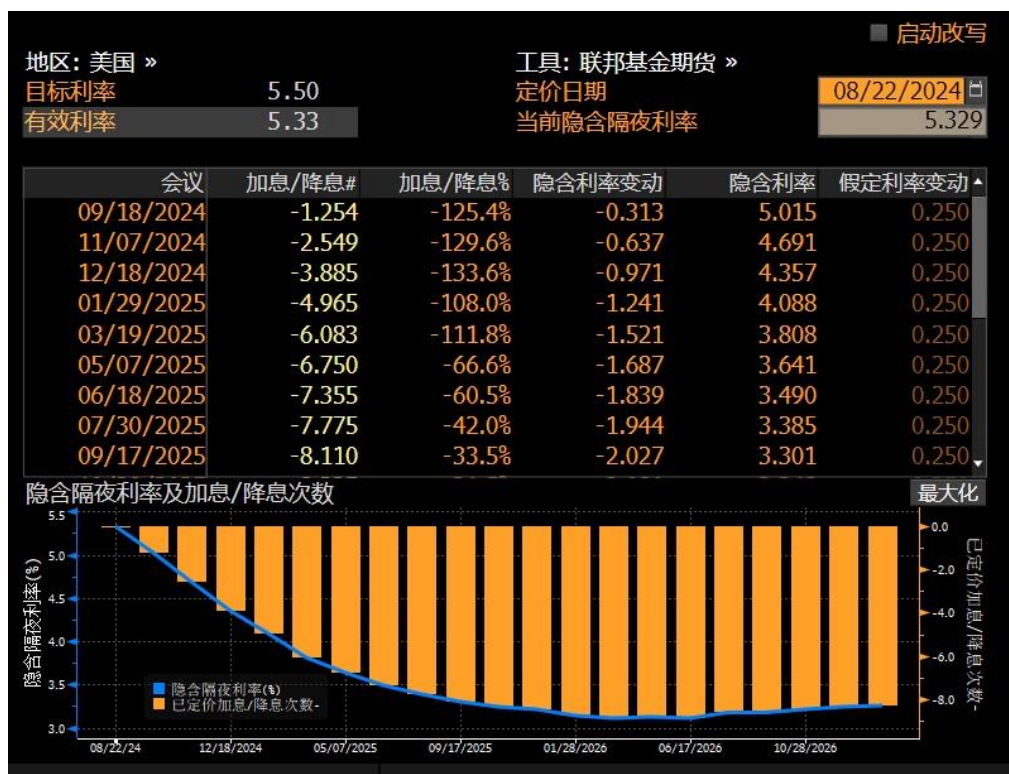 启动改写
地区: 美国 » 工具: 联邦基金期货 »
目标利率 5.50 定价日期 08/22/2024
有效利率 5.33 当前隐含隔夜利率 5.329
会议 加息/降息# 加息/降息% 隐含利率变动 隐含利率 假定利率变动
09/18/2024 -1.254 -125.4% -0.313 5.015 0.250
11/07/2024 -2.549 -129.6% -0.637 4.691 0.250
12/18/2024 -3.885 -133.6% -0.971 4.357 0.250
01/29/2025 -4.965 -108.0% -1.241 4.088 0.250
03/19/2025 -6.083 -111.8% -1.521 3.808 0.250
05/07/2025 -6.750 -66.6% -1.687 3.641 0.250
06/18/2025 -7.355 -60.5% -1.839 3.490 0.250
07/30/2025 -7.775 -42.0% -1.944 3.385 0.250
09/17/2025 -8.110 -33.5% -2.027 3.301 0.250
隐含隔夜利率及加息/降息次数 最大化
隐含隔夜利率(%)
5.5
5.0
4.5
4.0
3.5
3.0
隐含隔夜利率(%)
已定价加息/降息次数-
0.0
-2.0
-4.0
-6.0
-8.0
已定价加息/降息次数-
08/22/24 12/18/2024 05/07/2025 09/17/2025 01/28/2026 06/17/2026 10/28/2026